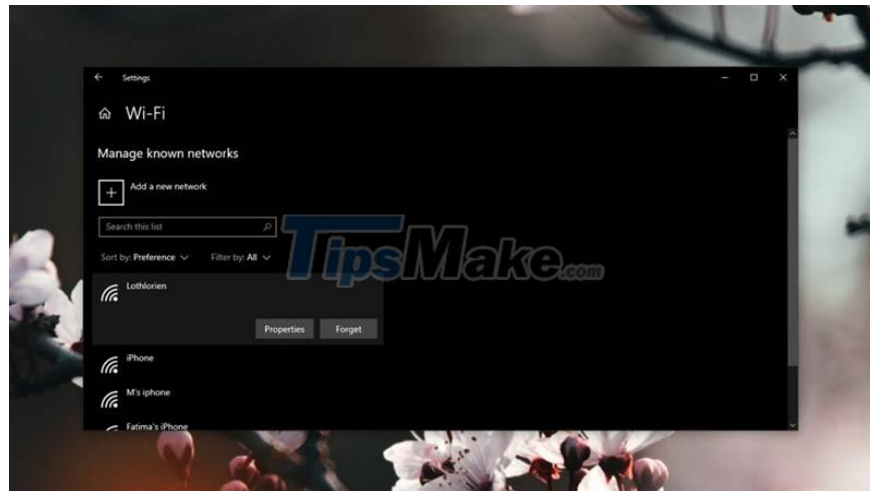 Settings
Wi-Fi
Manage known networks
Add a new network
Search this list
Sort by: Preference Filter by: All
TipsMake.com
Lothlorien
Properties Forget
iPhone
M's iphone
Fatima's iPhone